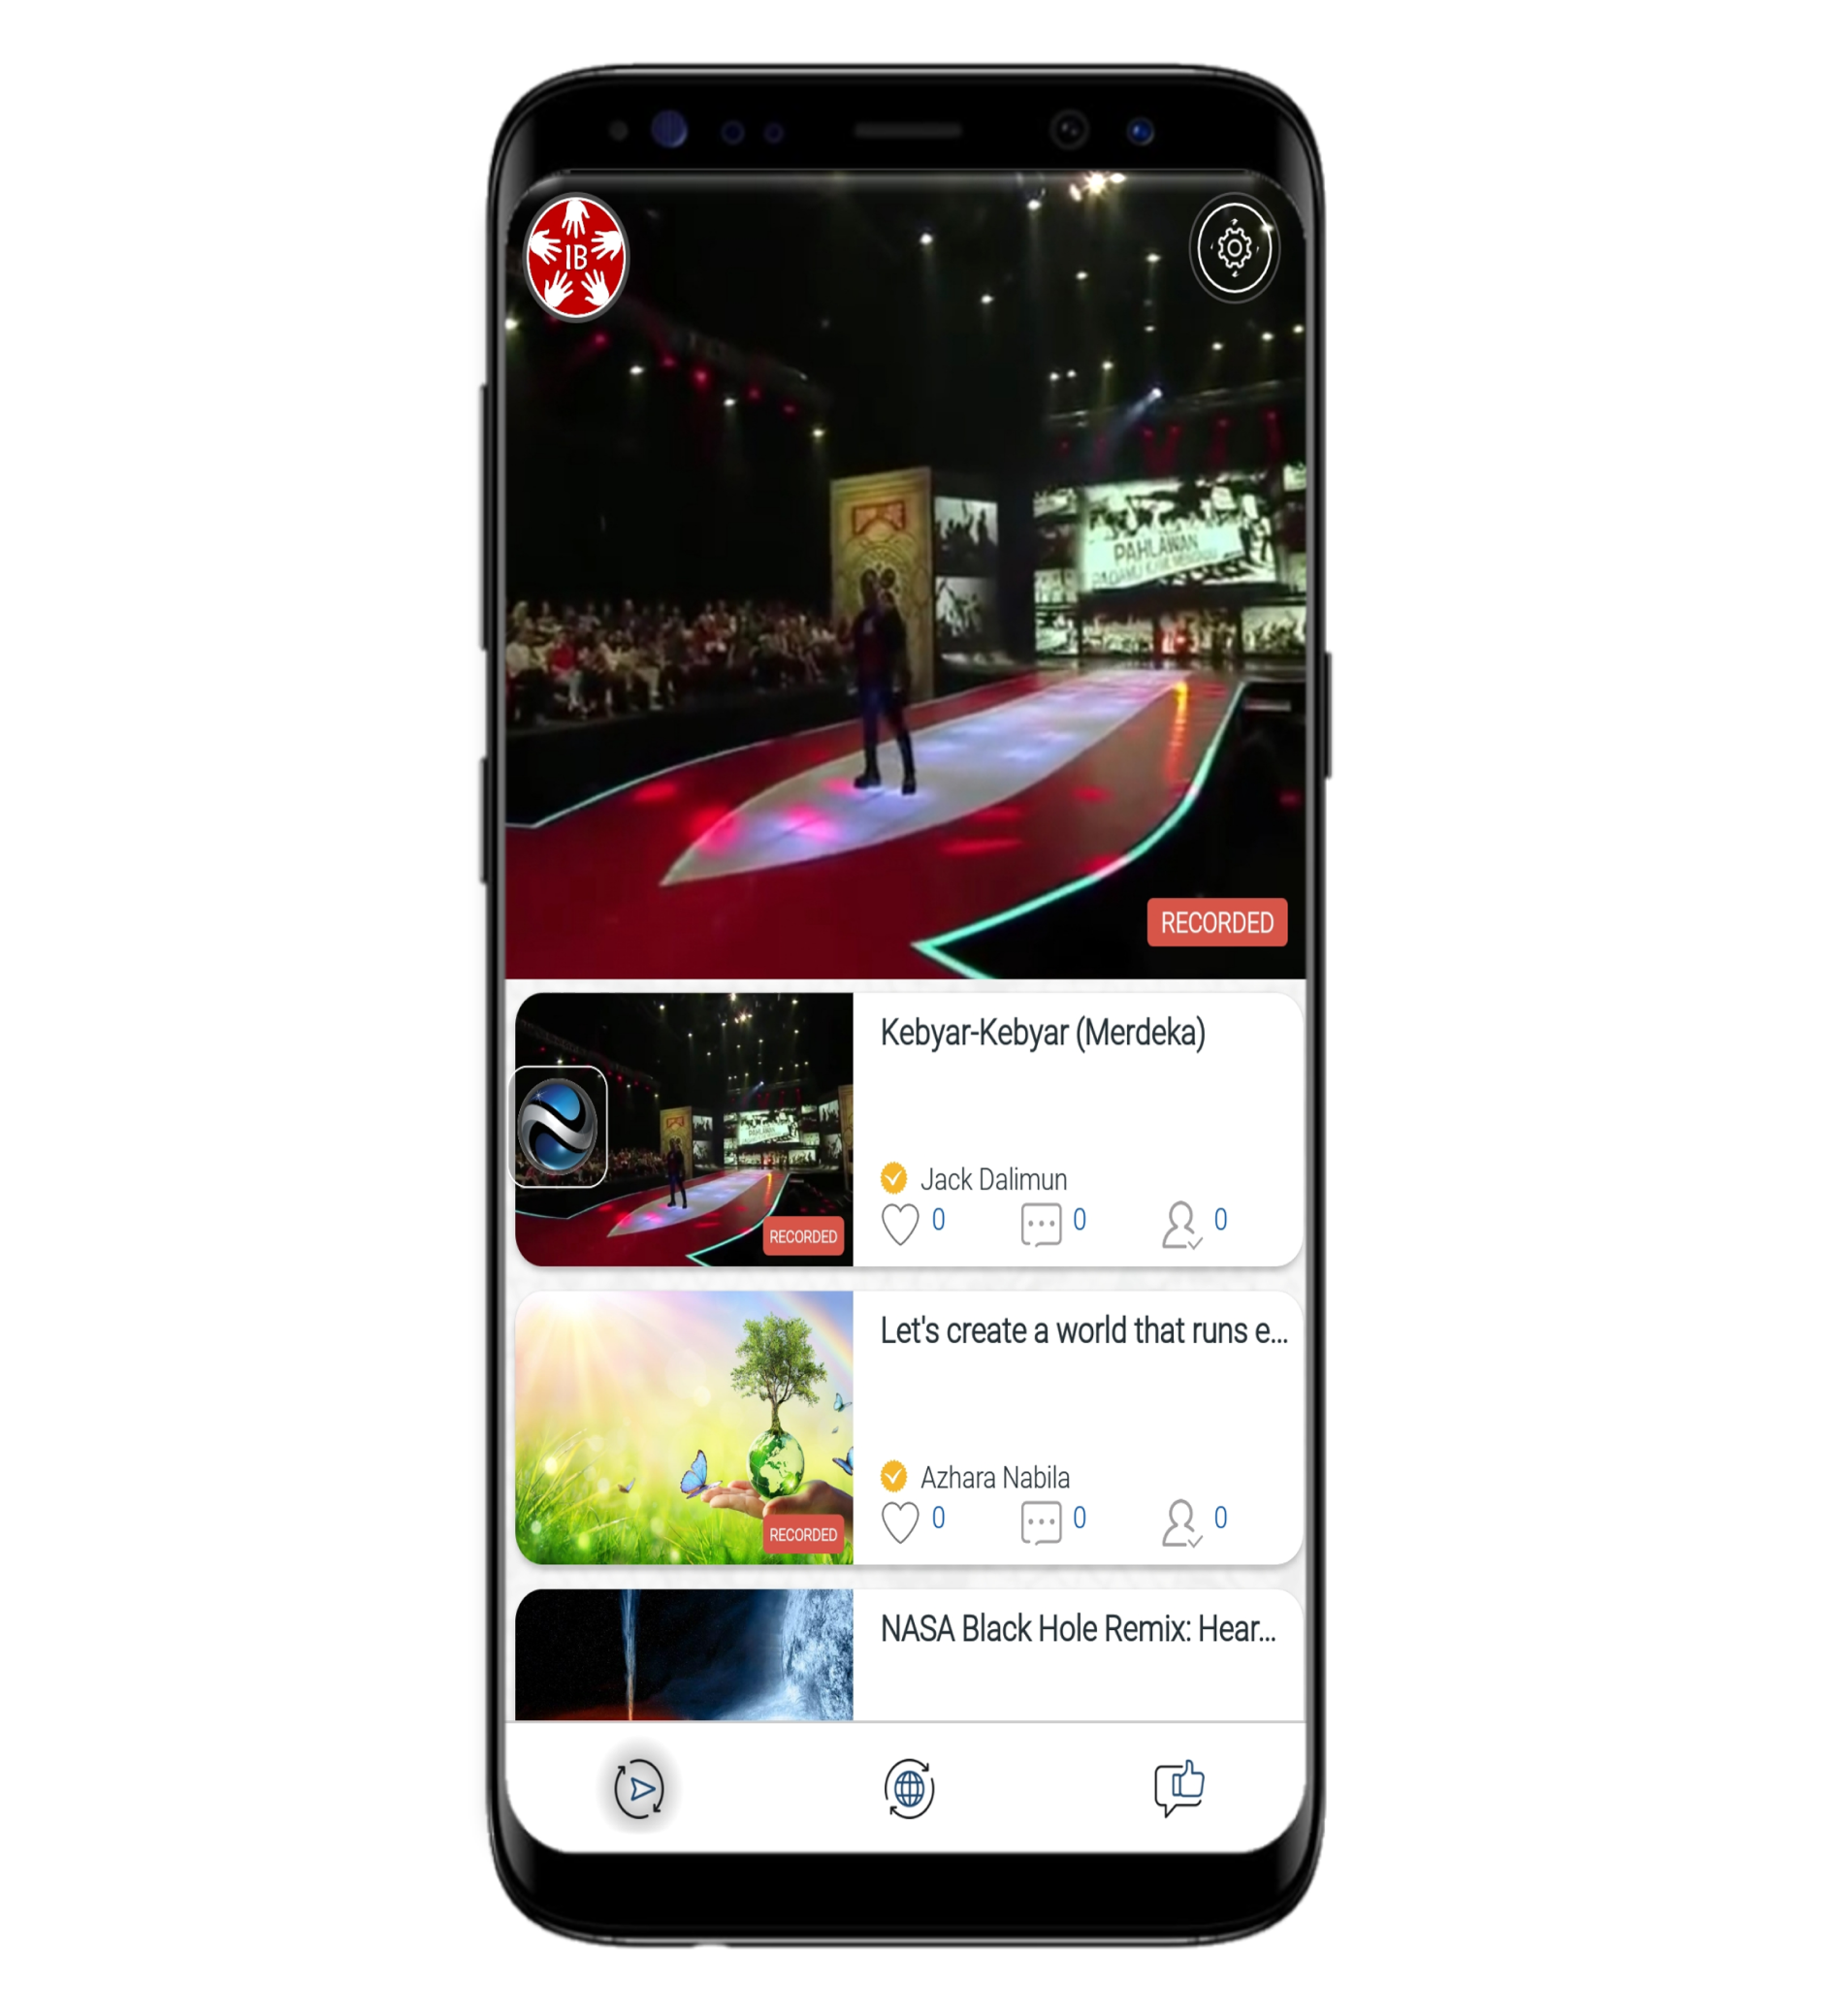 IB
PAHLAWAN
RECORDED
Kebyar-Kebyar (Merdeka)
Jack Dalimun
0 0 0
RECORDED
Let's create a world that runs e...
Azhara Nabila
0 0 0
RECORDED
NASA Black Hole Remix: Hear...